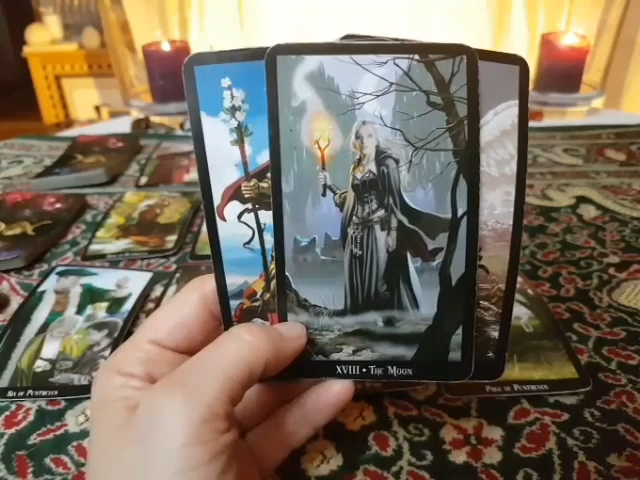 XVIII • The Moon
Six of Pentacles
Page of Pentacles